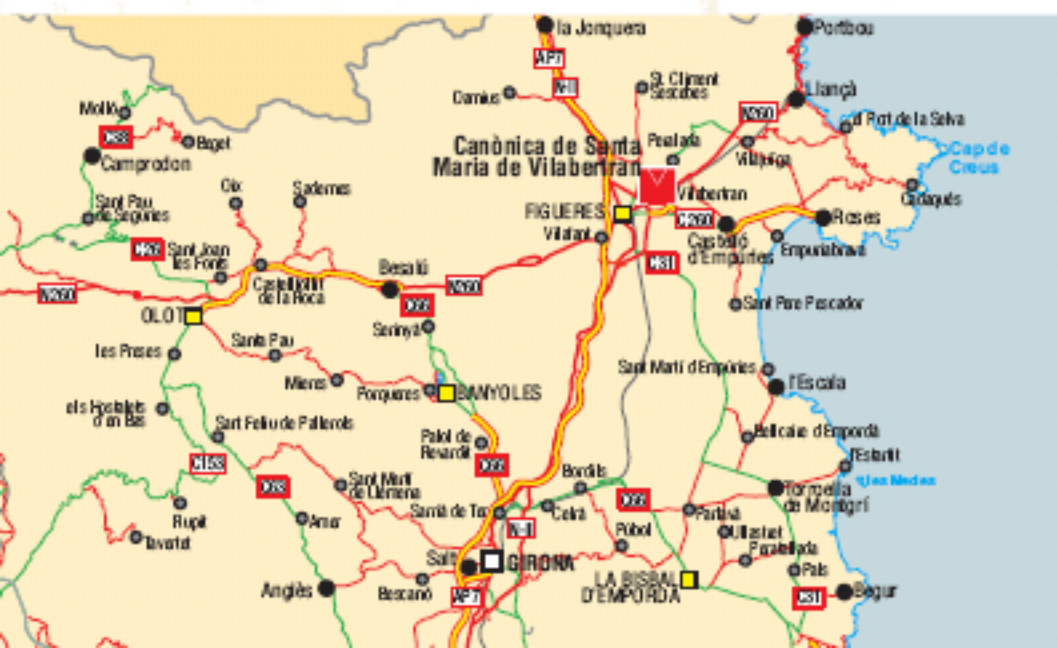 la Jonquera
Portbou
AP7
N-II
St. Climent
Sescebes
Darnius
Llançà
Molló
N260
el Port de la Selva
C38
Beget
Canònica de Santa
Peralada
Maria de Vilabertran
Vilajuïga
Cap de
Creus
Camprodon
Oix
Sadernes
Vilabertran
Cadaqués
Sant Pau
de Segúries
FIGUERES
C260
Roses
Vilafant
Castelló
d'Empúries
Empuriabrava
C26
Sant Joan
les Fonts
C31
Besalú
Castellfollit
de la Roca
N260
N260
C66
Sant Pere Pescador
OLOT
Serinyà
Santa Pau
les Preses
Mieres
Porqueres
BANYOLES
Sant Martí d'Empúries
l'Escala
els Hostalets
d'en Bas
Sant Feliu de Pallerols
Palol de
Revardit
Bellcaire d'Empordà
C153
C66
l'Estartit
C63
Sant Martí
de Llémena
Bordils
les Medes
C66
Torroella
de Montgrí
Rupit
Amer
Sarrià de Ter
Celrà
Parlavà
N-II
Tavertet
Púbol
Ullastret
Peratallada
Salt
GIRONA
Pals
Anglès
Bescanó
LA BISBAL
D'EMPORDÀ
AP7
C31
Begur